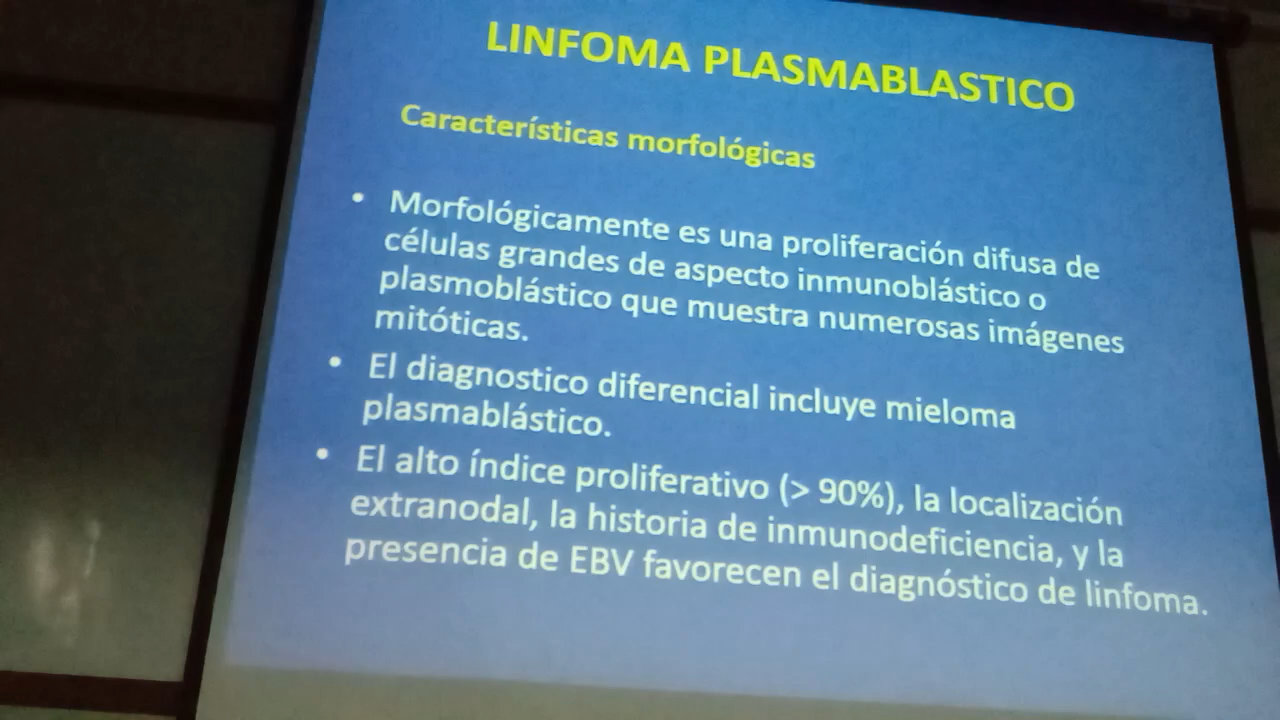 LINFOMA PLASMABLASTICO
Características morfológicas
• Morfológicamente es una proliferación difusa de
células grandes de aspecto inmunoblástico o
plasmoblástico que muestra numerosas imágenes
mitóticas.
• El diagnostico diferencial incluye mieloma
plasmablástico.
• El alto índice proliferativo (> 90%), la localización
extranodal, la historia de inmunodeficiencia, y la
presencia de EBV favorecen el diagnóstico de linfoma.